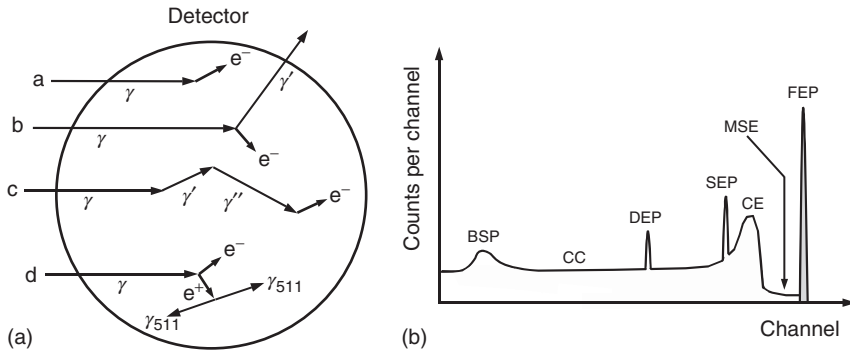 Detector
a
γ
e⁻
b
γ
γ′
e⁻
c
γ
γ′
γ″
e⁻
d
γ
e⁻
e⁺
γ₅₁₁
γ₅₁₁
(a)
Counts per channel
BSP
CC
DEP
SEP
CE
MSE
FEP
Channel
(b)